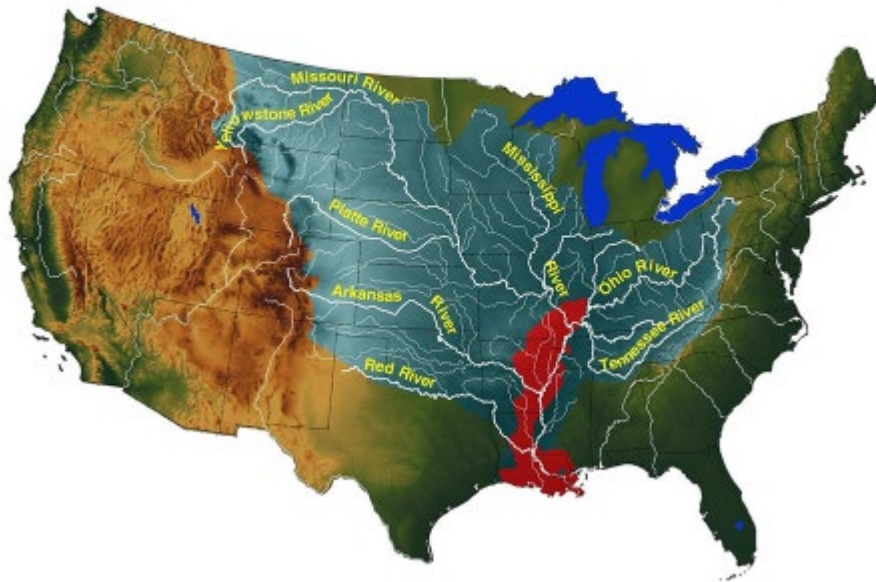 Missouri River
Yellowstone River
Mississippi
River
Platte River
Ohio River
Arkansas
River
Tennessee River
Red River